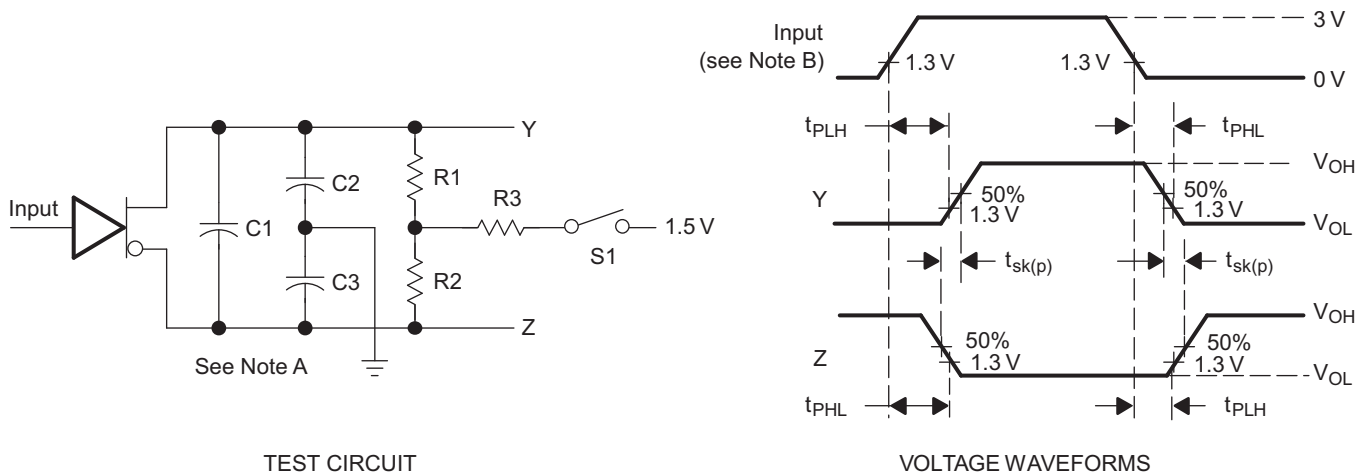 Input
(see Note B)
1.3 V
1.3 V
3 V
0 V
tPLH
tPHL
Y
50%
1.3 V
50%
1.3 V
VOH
VOL
tsk(p)
tsk(p)
Z
50%
1.3 V
50%
1.3 V
VOH
VOL
tPHL
tPLH
VOLTAGE WAVEFORMS
Input
C1
C2
C3
R1
R2
R3
S1
1.5 V
Y
Z
See Note A
TEST CIRCUIT